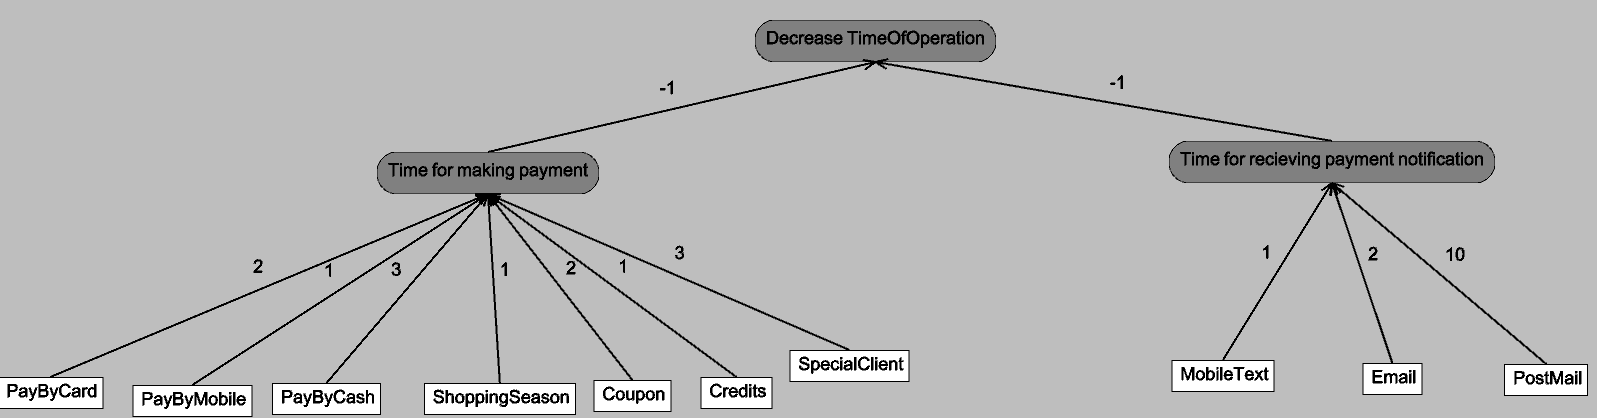 Decrease TimeOfOperation
-1
-1
Time for making payment
Time for recieving payment notification
2
1
3
1
2
1
3
1
2
10
PayByCard
PayByMobile
PayByCash
ShoppingSeason
Coupon
Credits
SpecialClient
MobileText
Email
PostMail